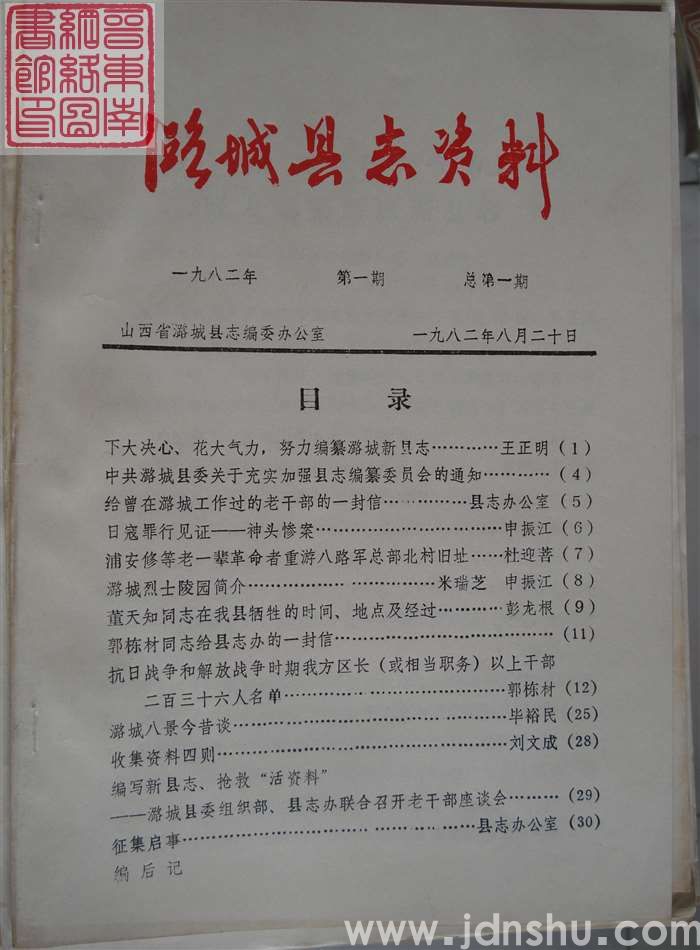 晋东南
网络图
書館印
潞城县志资料
一九八二年 第一期 总第一期
山西省潞城县志编委办公室 一九八二年八月二十日
目录
下大决心、花大气力，努力编纂潞城新县志…………王正明（1）
中共潞城县委关于充实加强县志编纂委员会的通知…………（4）
给曾在潞城工作过的老干部的一封信…………县志办公室（5）
日寇罪行见证——神头惨案…………申振江（6）
浦安修等老一辈革命者重游八路军总部北村旧址……杜迎菩（7）
潞城烈士陵园简介…………………………米瑞芝 申振江（8）
董天知同志在我县牺牲的时间、地点及经过…………彭龙根（9）
郭栋材同志给县志办的一封信…………………………（11）
抗日战争和解放战争时期我方区长（或相当职务）以上干部
二百三十六人名单…………………………郭栋材（12）
潞城八景今昔谈…………………………………毕裕民（25）
收集资料四则…………………………………刘文成（28）
编写新县志、抢救“活资料”
——潞城县委组织部、县志办联合召开老干部座谈会………（29）
征集启事…………………………………县志办公室（30）
编后记
www.jdnshu.com